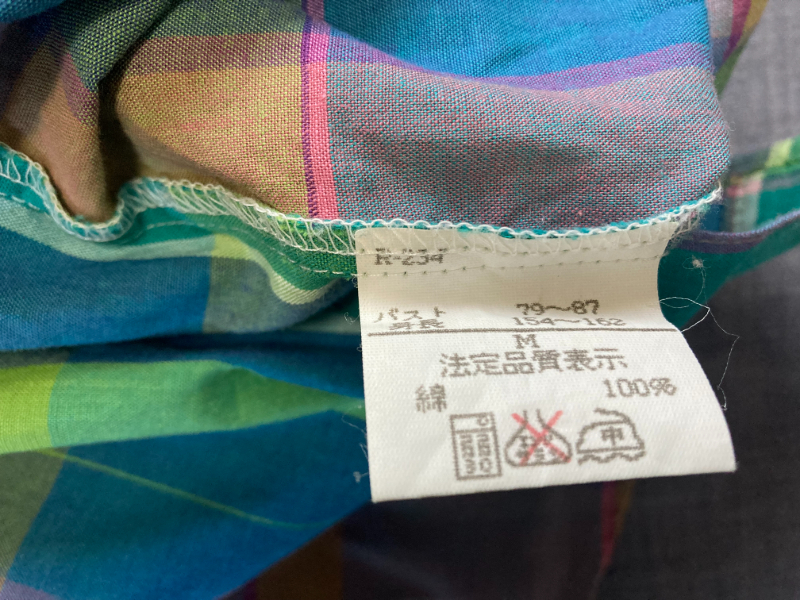 R-234
バスト 79～87
身長 154～162
M
法定品質表示
綿 100%
中